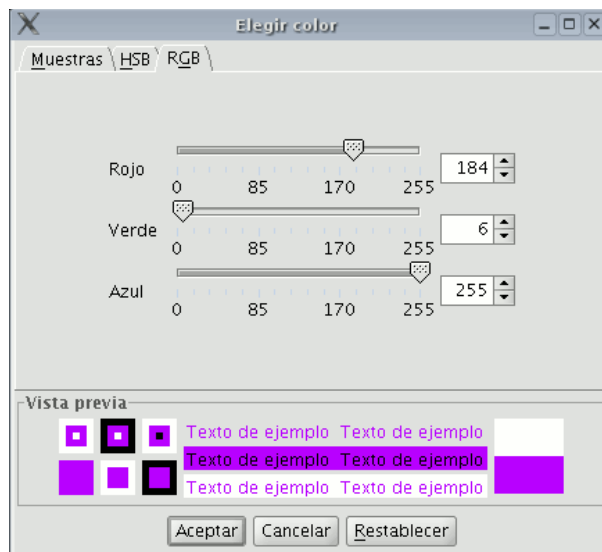 Elegir color
Muestras HSB RGB
Rojo 184
0 85 170 255
Verde 6
0 85 170 255
Azul 255
0 85 170 255
Vista previa
Texto de ejemplo Texto de ejemplo
Texto de ejemplo Texto de ejemplo
Texto de ejemplo Texto de ejemplo
Aceptar Cancelar Restablecer